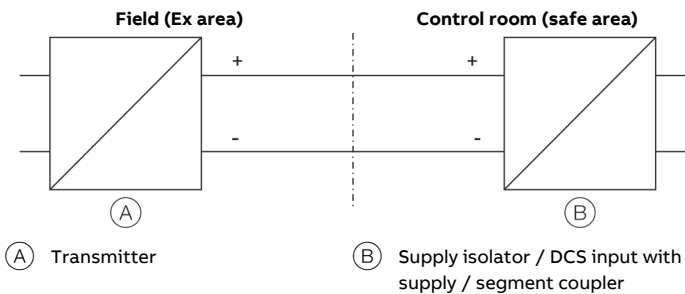 Field (Ex area) Control room (safe area)
+ +
- -
A B
A Transmitter B Supply isolator / DCS input with
supply / segment coupler